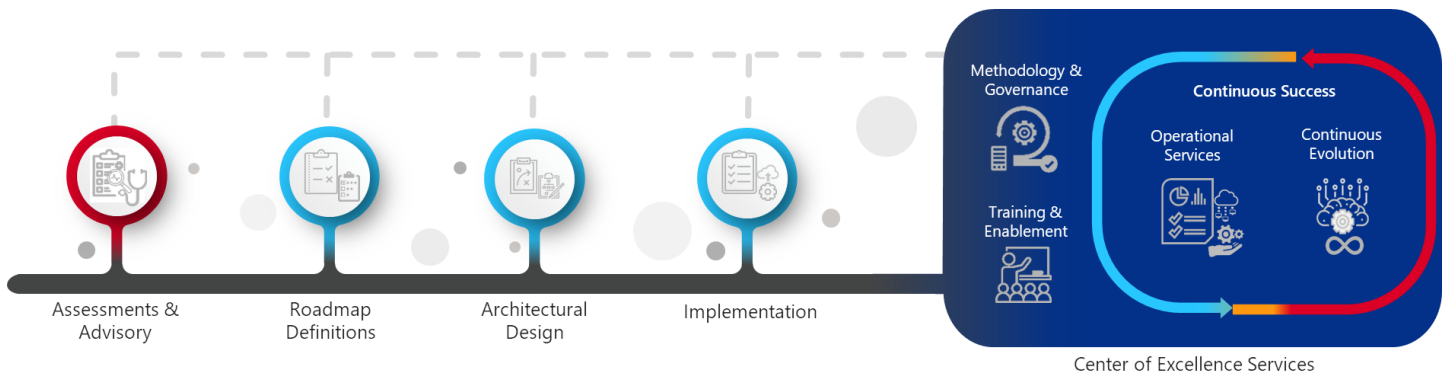 Assessments &
Advisory
Roadmap
Definitions
Architectural
Design
Implementation
Methodology &
Governance
Training &
Enablement
Continuous Success
Operational
Services
Continuous
Evolution
Center of Excellence Services